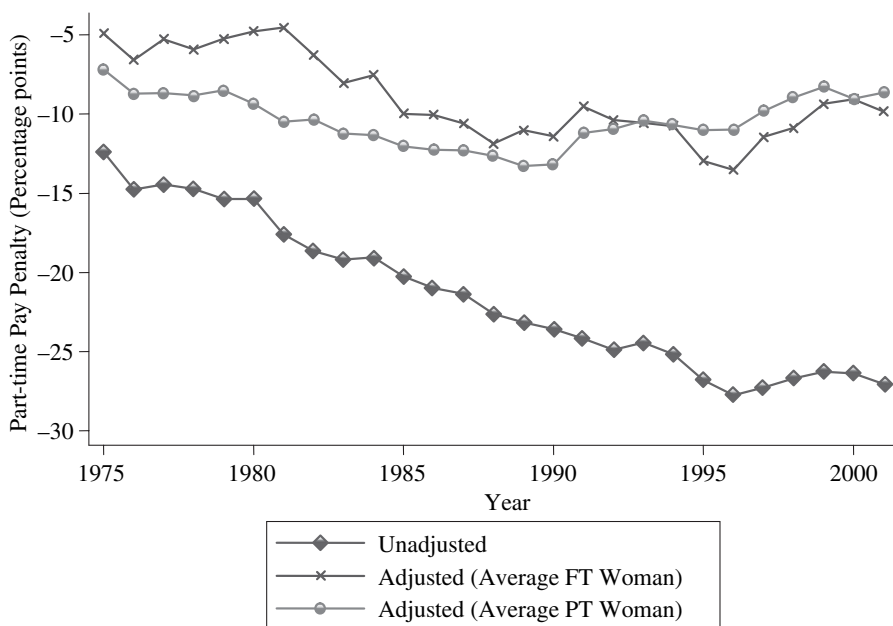 Part-time Pay Penalty (Percentage points)
−5
−10
−15
−20
−25
−30
1975 1980 1985 1990 1995 2000
Year
Unadjusted
Adjusted (Average FT Woman)
Adjusted (Average PT Woman)